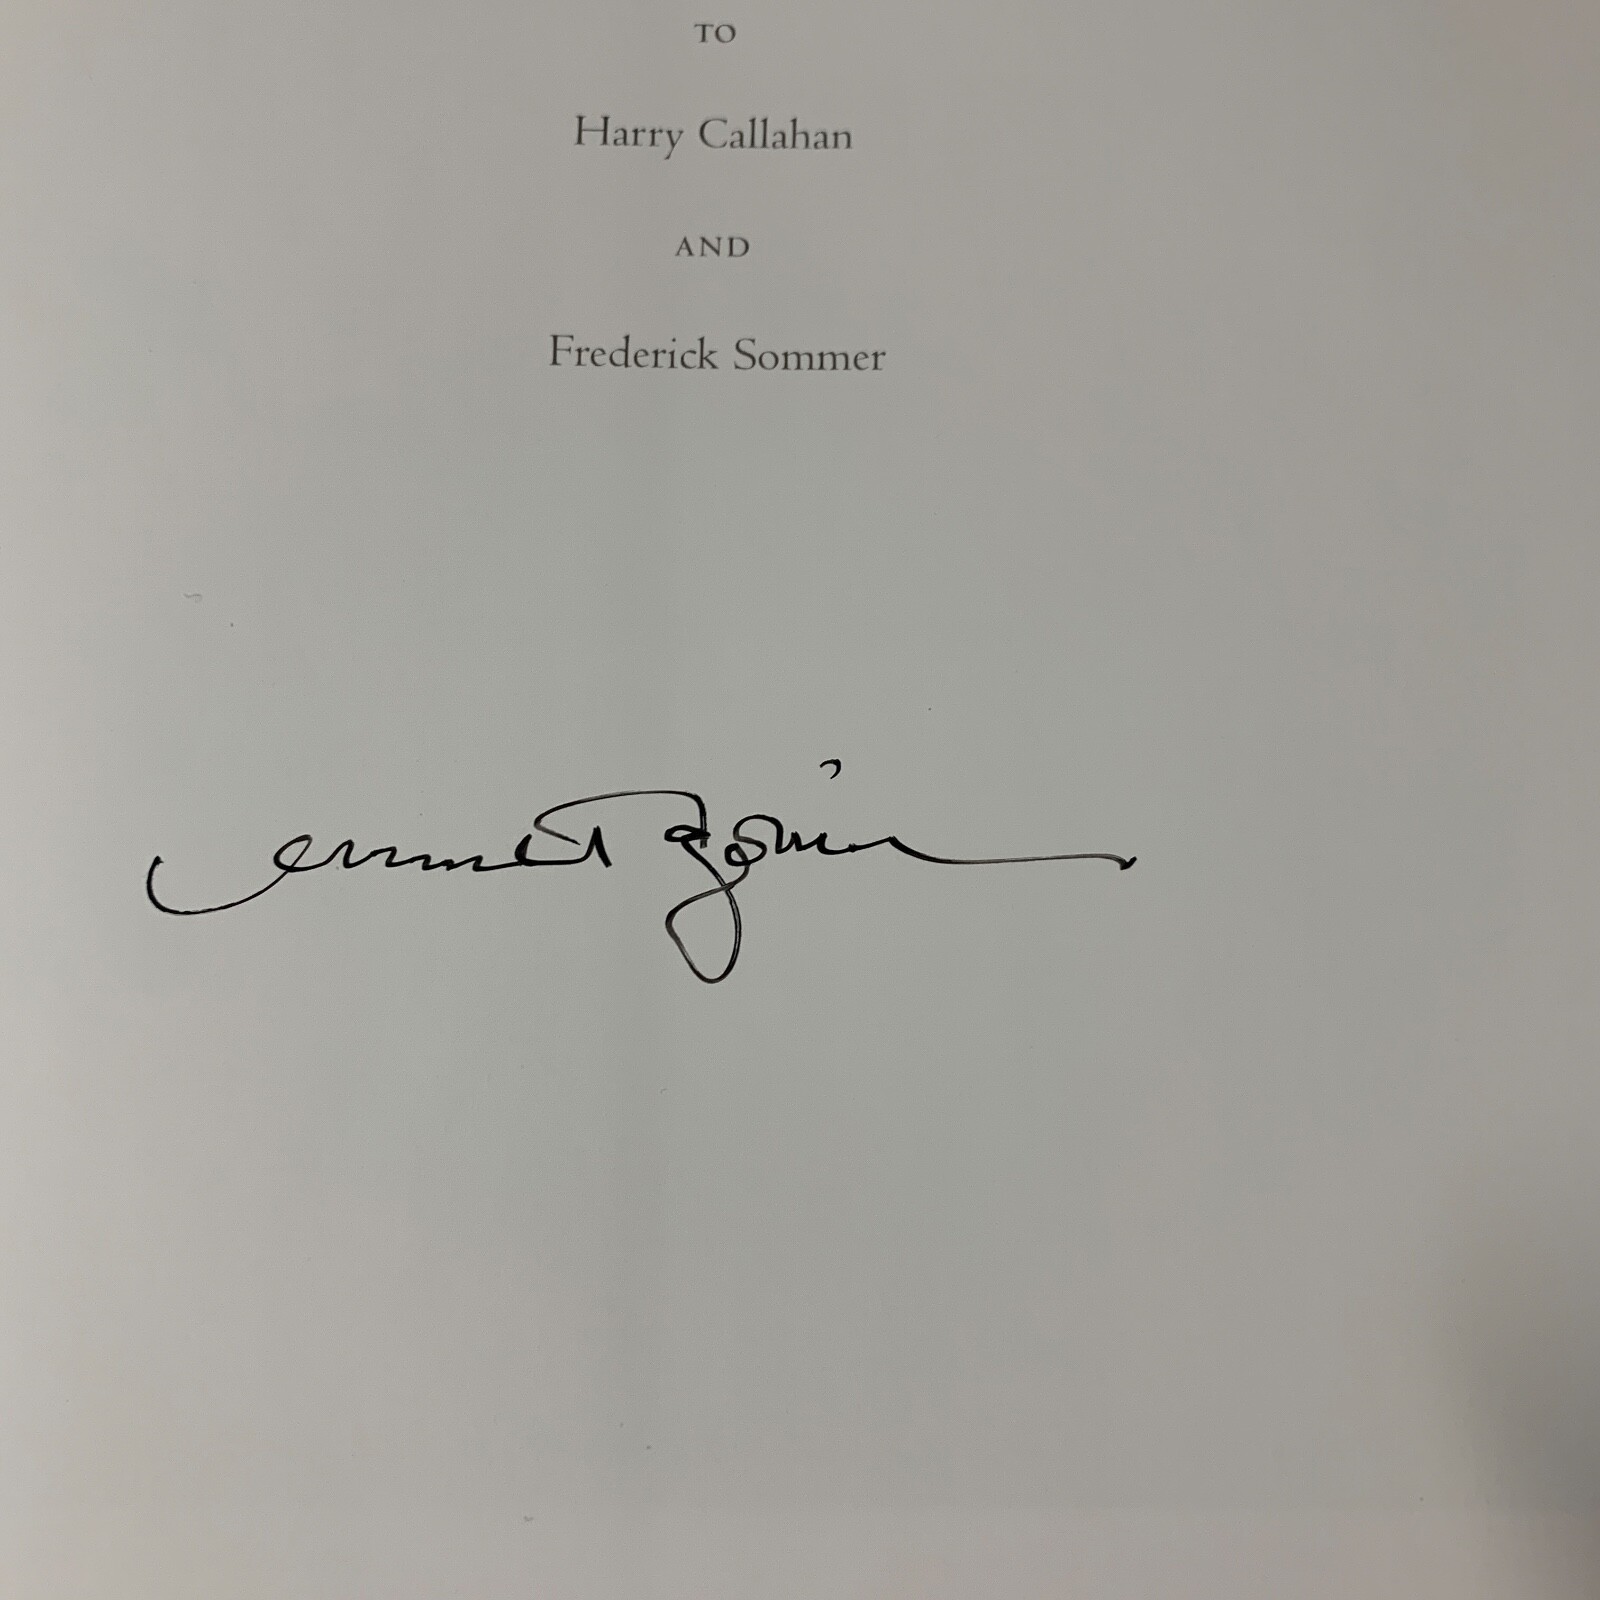 TO
Harry Callahan
AND
Frederick Sommer